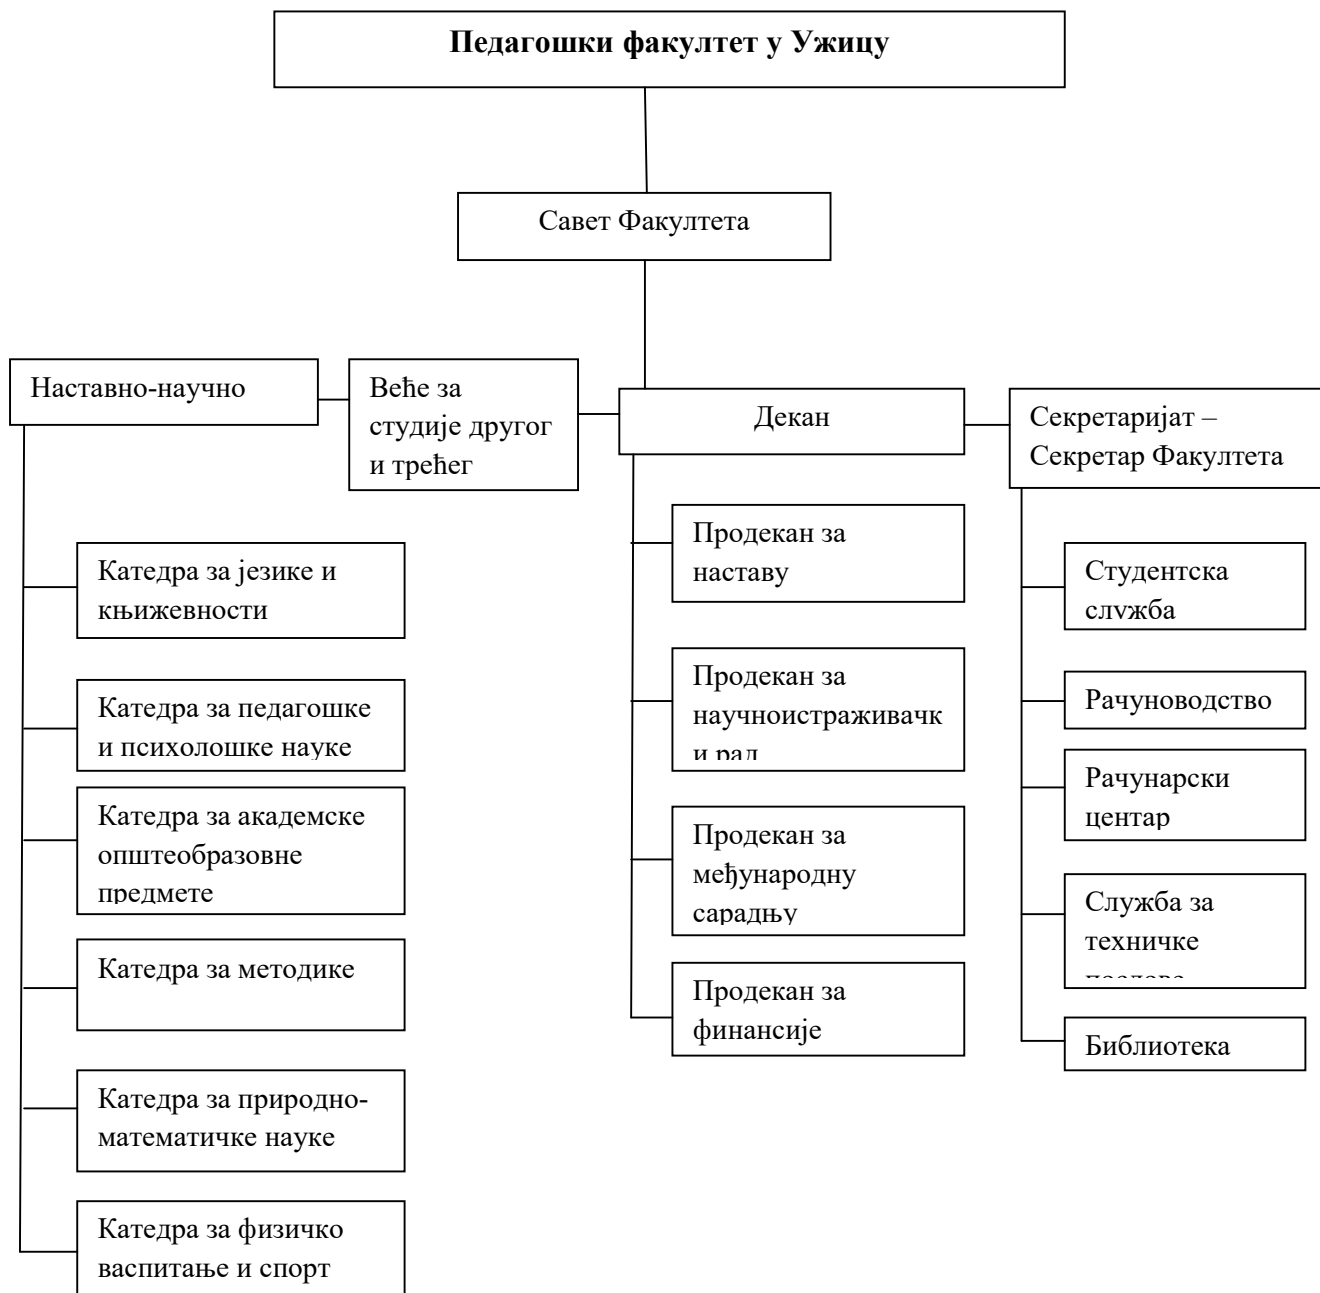 Педагошки факултет у Ужицу
Савет Факултета
Наставно-научно
Веће за
студије другог
и трећег
Декан
Секретаријат –
Секретар Факултета
Катедра за језике и
књижевности
Катедра за педагошке
и психолошке науке
Катедра за академске
општеобразовне
предмете
Катедра за методике
Катедра за природно-
математичке науке
Катедра за физичко
васпитање и спорт
Продекан за
наставу
Продекан за
научноистраживачк
и рад
Продекан за
међународну
сарадњу
Продекан за
финансије
Студентска
служба
Рачуноводство
Рачунарски
центар
Служба за
техничке
Библиотека